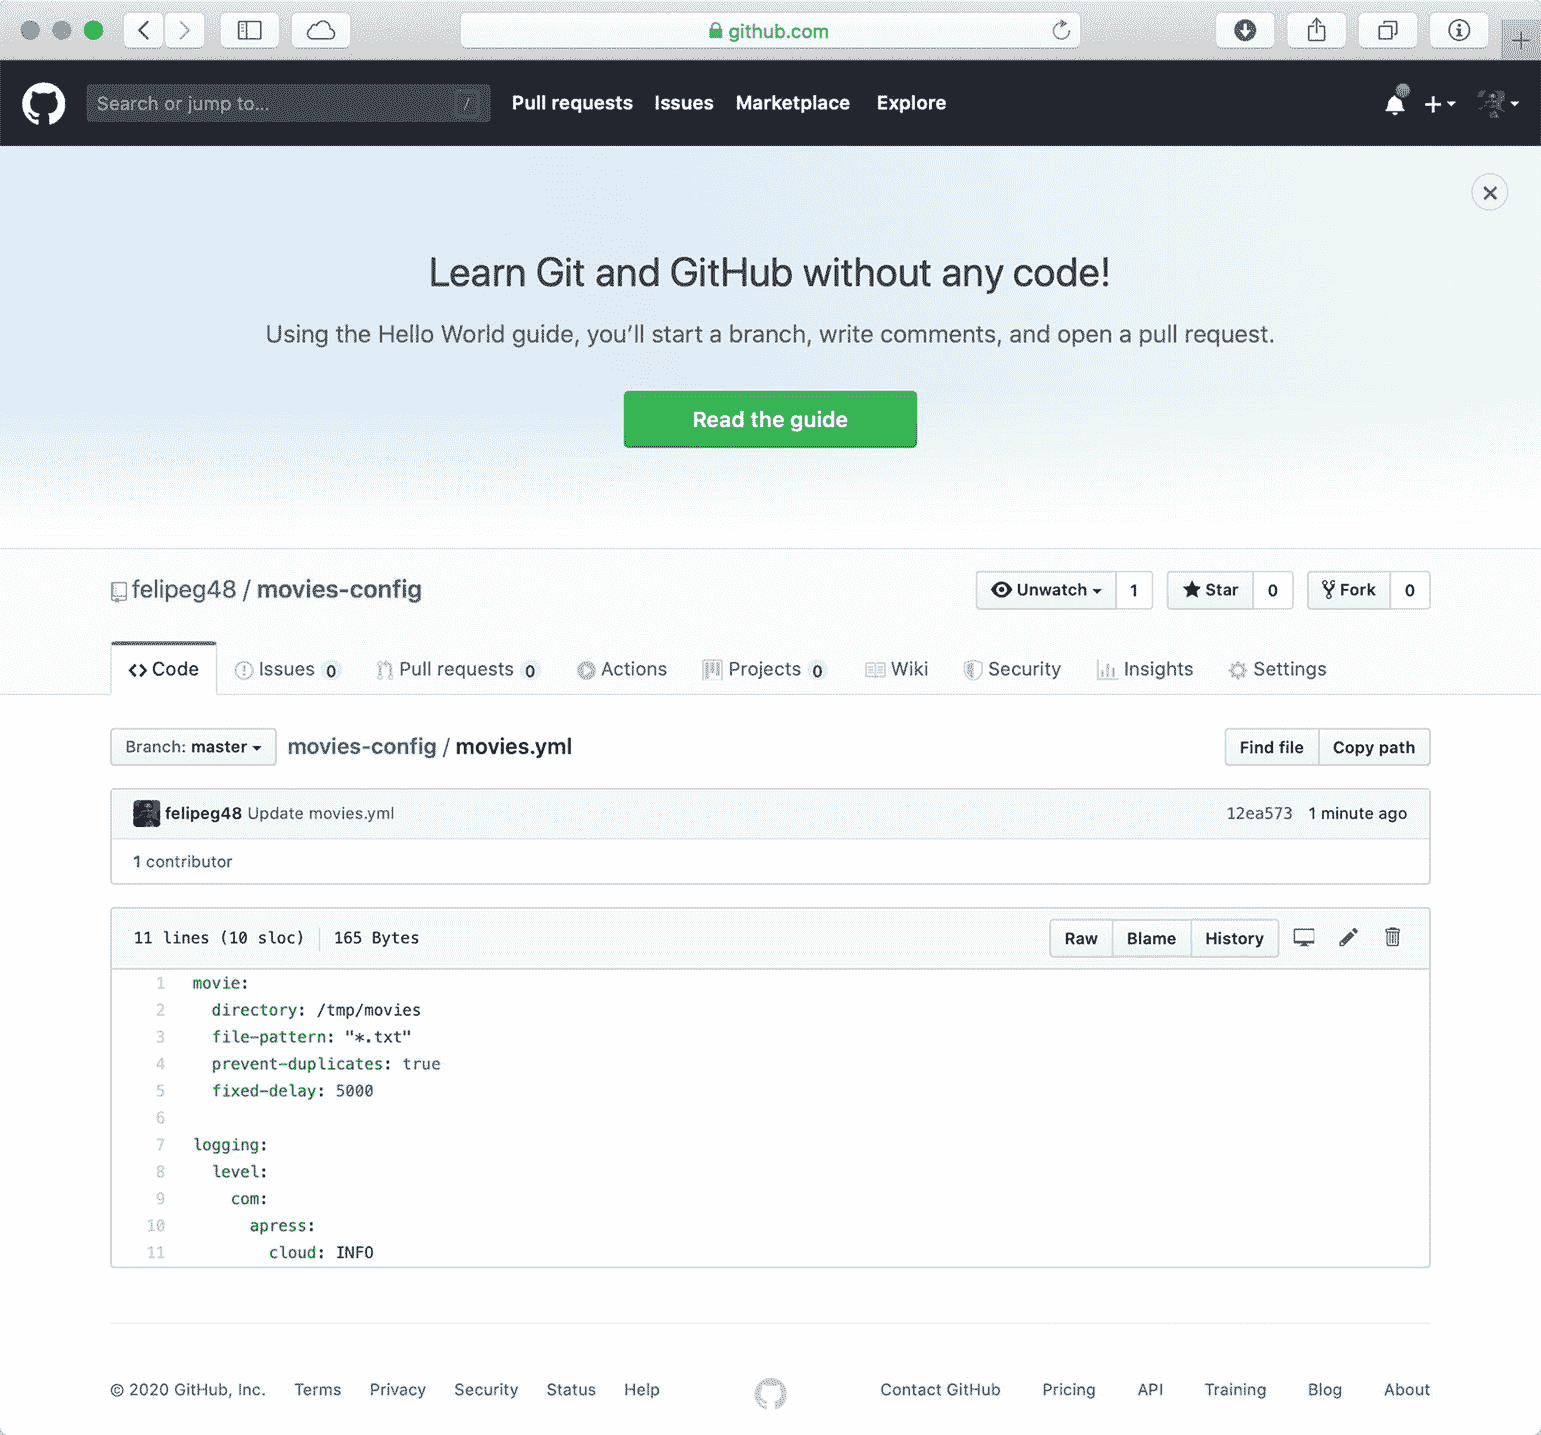 github.com
Search or jump to... /
Pull requests Issues Marketplace Explore
Learn Git and GitHub without any code!
Using the Hello World guide, you’ll start a branch, write comments, and open a pull request.
Read the guide
felipeg48 / movies-config
Unwatch 1 Star 0 Fork 0
Code Issues 0 Pull requests 0 Actions Projects 0 Wiki Security Insights Settings
Branch: master movies-config / movies.yml Find file Copy path
felipeg48 Update movies.yml 12ea573 1 minute ago
1 contributor
11 lines (10 sloc) 165 Bytes Raw Blame History
1 movie:
2   directory: /tmp/movies
3   file-pattern: "*.txt"
4   prevent-duplicates: true
5   fixed-delay: 5000
6
7 logging:
8   level:
9     com:
10       apress:
11         cloud: INFO
© 2020 GitHub, Inc. Terms Privacy Security Status Help Contact GitHub Pricing API Training Blog About